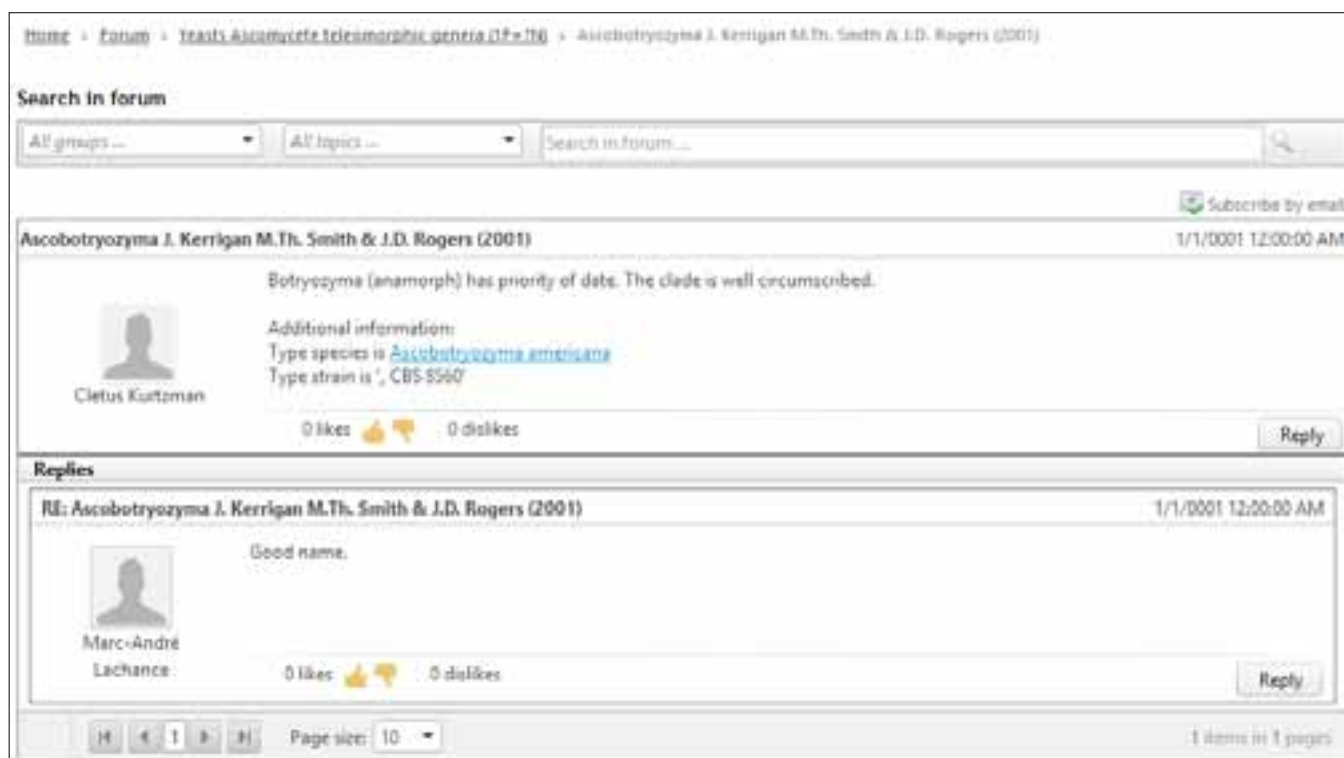 Home › Forum › Yeasts Ascomycete teleomorphic genera › Ascobotryozyma J. Kerrigan M.Th. Smith & J.D. Rogers (2001)
Search in forum
All groups ... All topics ... Search in forum ...
Subscribe by email
Ascobotryozyma J. Kerrigan M.Th. Smith & J.D. Rogers (2001) 1/1/0001 12:00:00 AM
Botryozyma (anamorph) has priority of date. The clade is well circumscribed.
Additional information:
Type species is Ascobotryozyma americana
Type strain is ', CBS 8560'
Cletus Kurtzman
0 likes 0 dislikes Reply
Replies
RE: Ascobotryozyma J. Kerrigan M.Th. Smith & J.D. Rogers (2001) 1/1/0001 12:00:00 AM
Good name.
Marc-André
Lachance
0 likes 0 dislikes Reply
1 Page size: 10 1 items in 1 pages